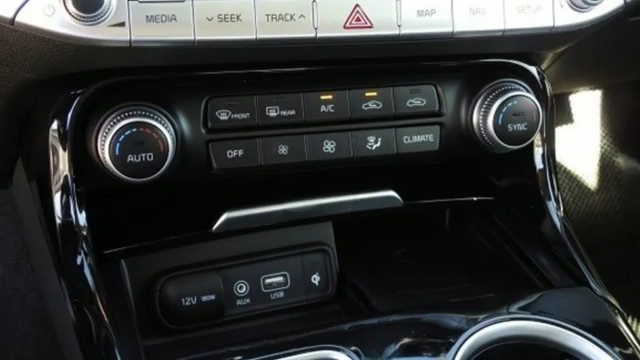 MEDIA < SEEK TRACK > MAP NAV SETUP
FRONT REAR A/C
AUTO OFF CLIMATE SYNC
12V 180W AUX USB